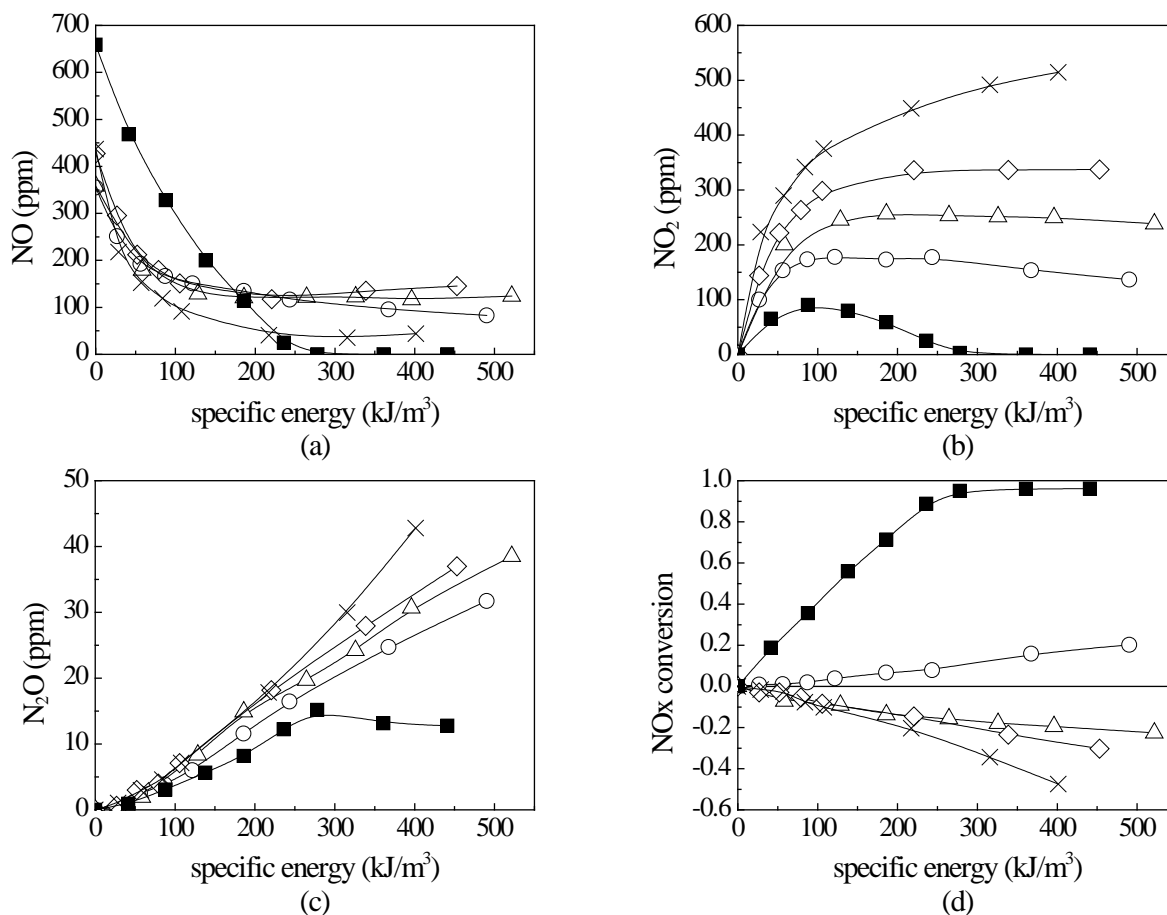 700
600
500
400
300
200
100
0
NO (ppm)
0 100 200 300 400 500
specific energy (kJ/m³)
(a)
600
500
400
300
200
100
0
NO₂ (ppm)
0 100 200 300 400 500
specific energy (kJ/m³)
(b)
50
40
30
20
10
0
N₂O (ppm)
0 100 200 300 400 500
specific energy (kJ/m³)
(c)
1.0
0.8
0.6
0.4
0.2
0.0
-0.2
-0.4
-0.6
NOx conversion
0 100 200 300 400 500
specific energy (kJ/m³)
(d)